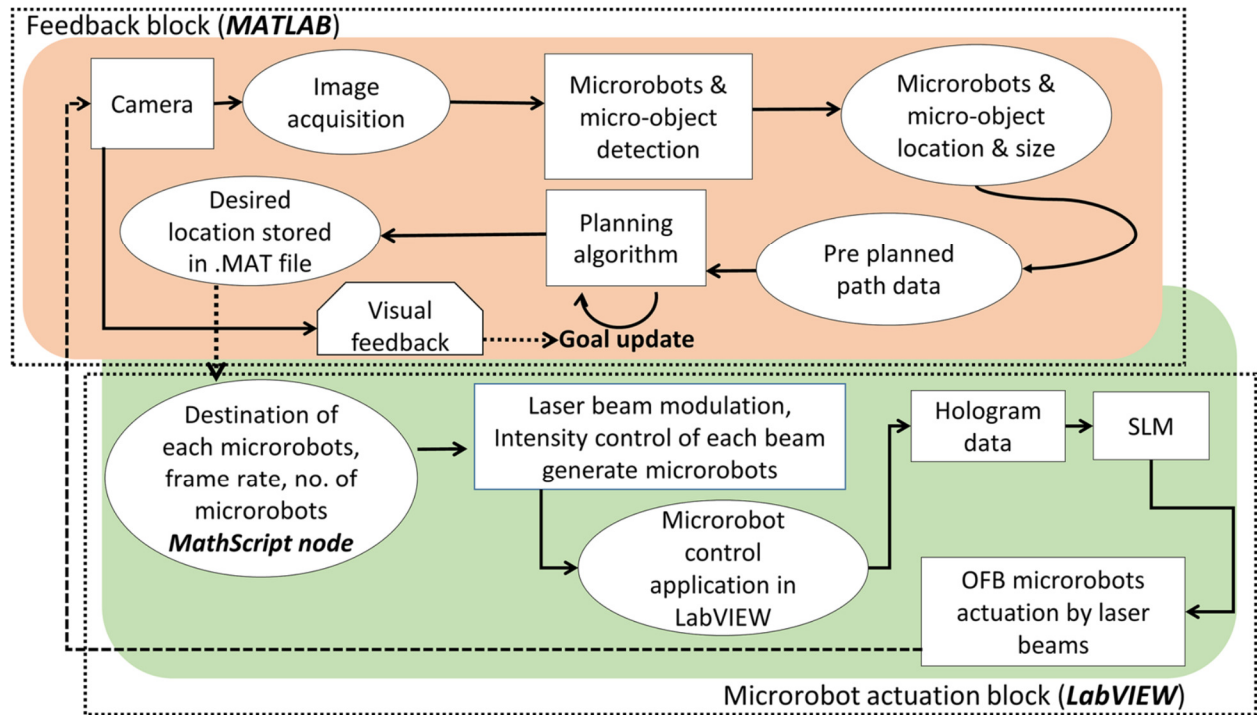 Feedback block (MATLAB)
Camera
Image
acquisition
Microrobots &
micro-object
detection
Microrobots &
micro-object
location & size
Desired
location stored
in .MAT file
Planning
algorithm
Pre planned
path data
Visual
feedback
Goal update
Destination of
each microrobots,
frame rate, no. of
microrobots
MathScript node
Laser beam modulation,
Intensity control of each beam
generate microrobots
Microrobot
control
application in
LabVIEW
Hologram
data
SLM
OFB microrobots
actuation by laser
beams
Microrobot actuation block (LabVIEW)